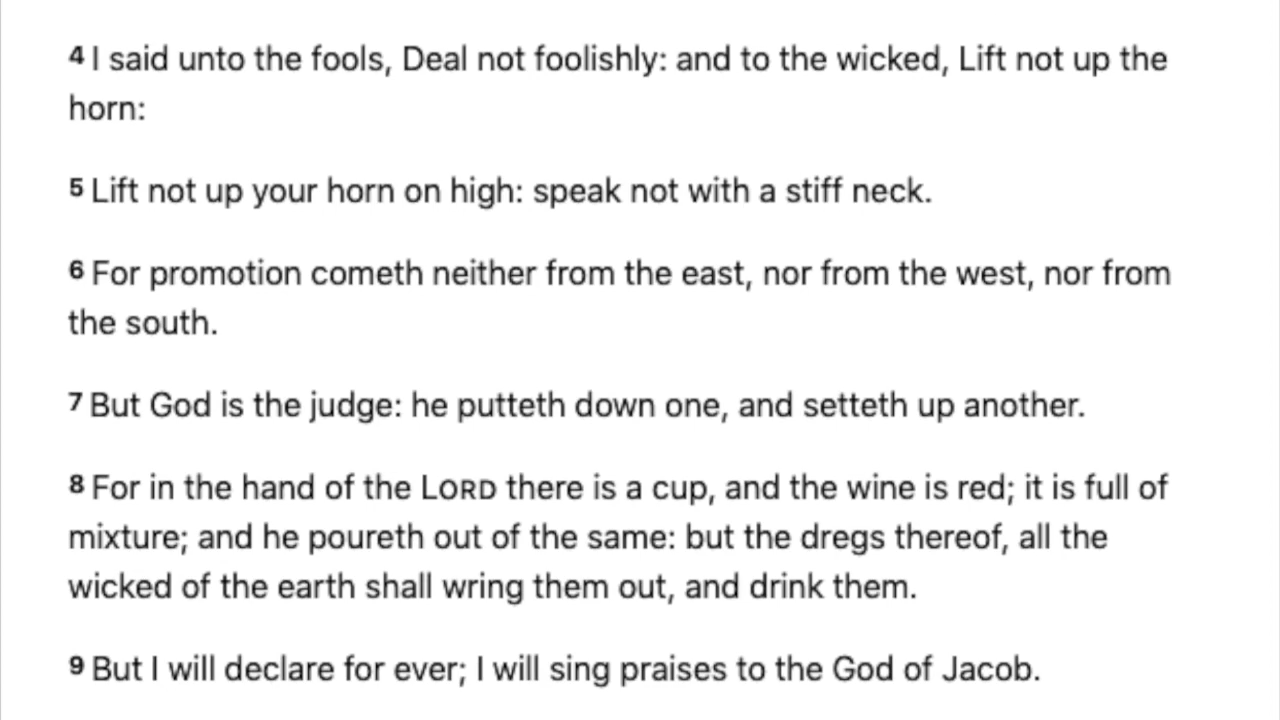 4 I said unto the fools, Deal not foolishly: and to the wicked, Lift not up the
horn:
5 Lift not up your horn on high: speak not with a stiff neck.
6 For promotion cometh neither from the east, nor from the west, nor from
the south.
7 But God is the judge: he putteth down one, and setteth up another.
8 For in the hand of the LORD there is a cup, and the wine is red; it is full of
mixture; and he poureth out of the same: but the dregs thereof, all the
wicked of the earth shall wring them out, and drink them.
9 But I will declare for ever; I will sing praises to the God of Jacob.